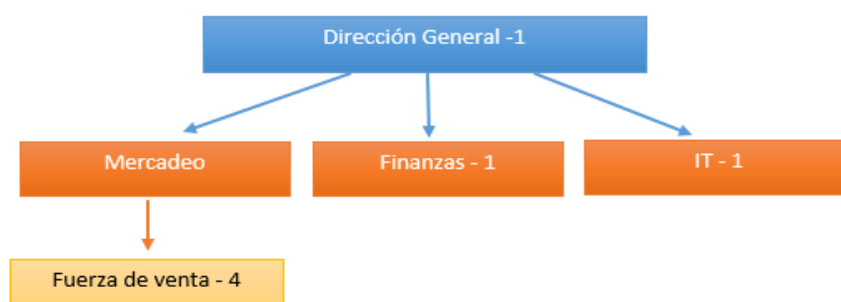 Dirección General -1
Mercadeo
Finanzas - 1
IT - 1
Fuerza de venta - 4